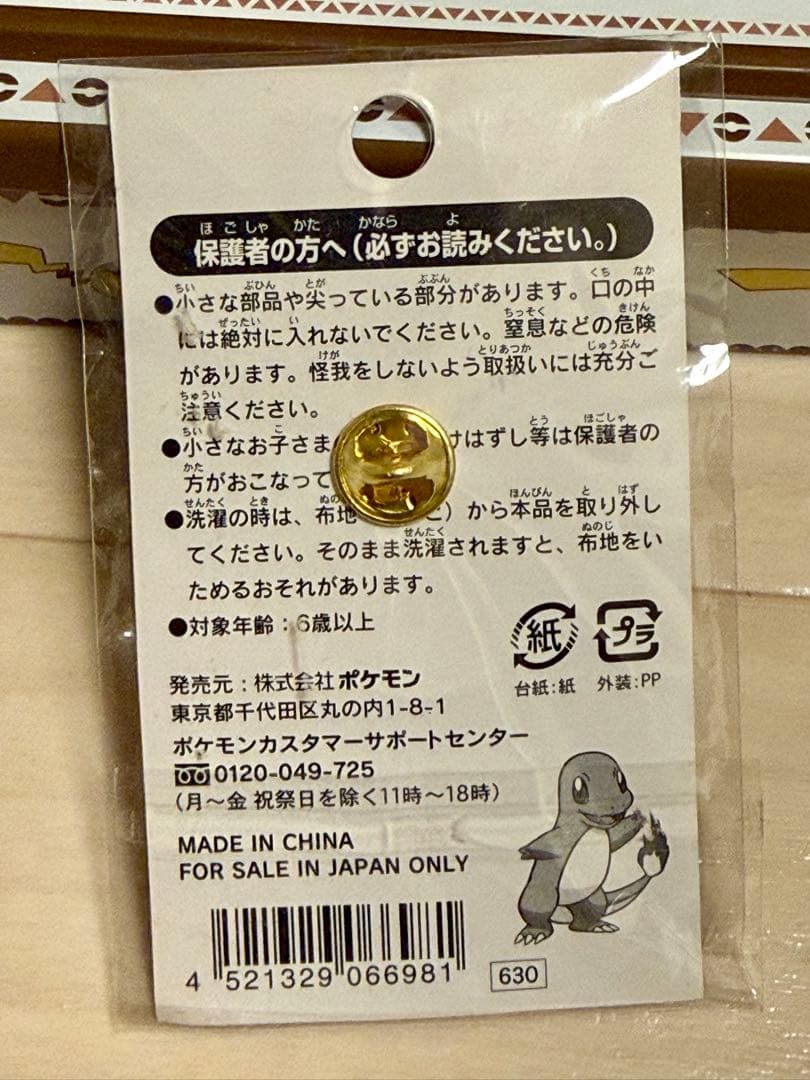 保護者の方へ(必ずお読みください。)
●小さな部品や尖っている部分があります。口の中
には絶対に入れないでください。窒息などの危険
があります。怪我をしないよう取扱いには充分ご
注意ください。
●小さなお子さま けはずし等は保護者の
方がおこなって
●洗濯の時は、布地 )から本品を取り外し
てください。そのまま洗濯されますと、布地をい
ためるおそれがあります。
●対象年齢:6歳以上
紙 プラ
台紙:紙 外装:PP
発売元:株式会社ポケモン
東京都千代田区丸の内1-8-1
ポケモンカスタマーサポートセンター
0120-049-725
(月~金 祝祭日を除く11時~18時)
MADE IN CHINA
FOR SALE IN JAPAN ONLY
4 521329 066981
630